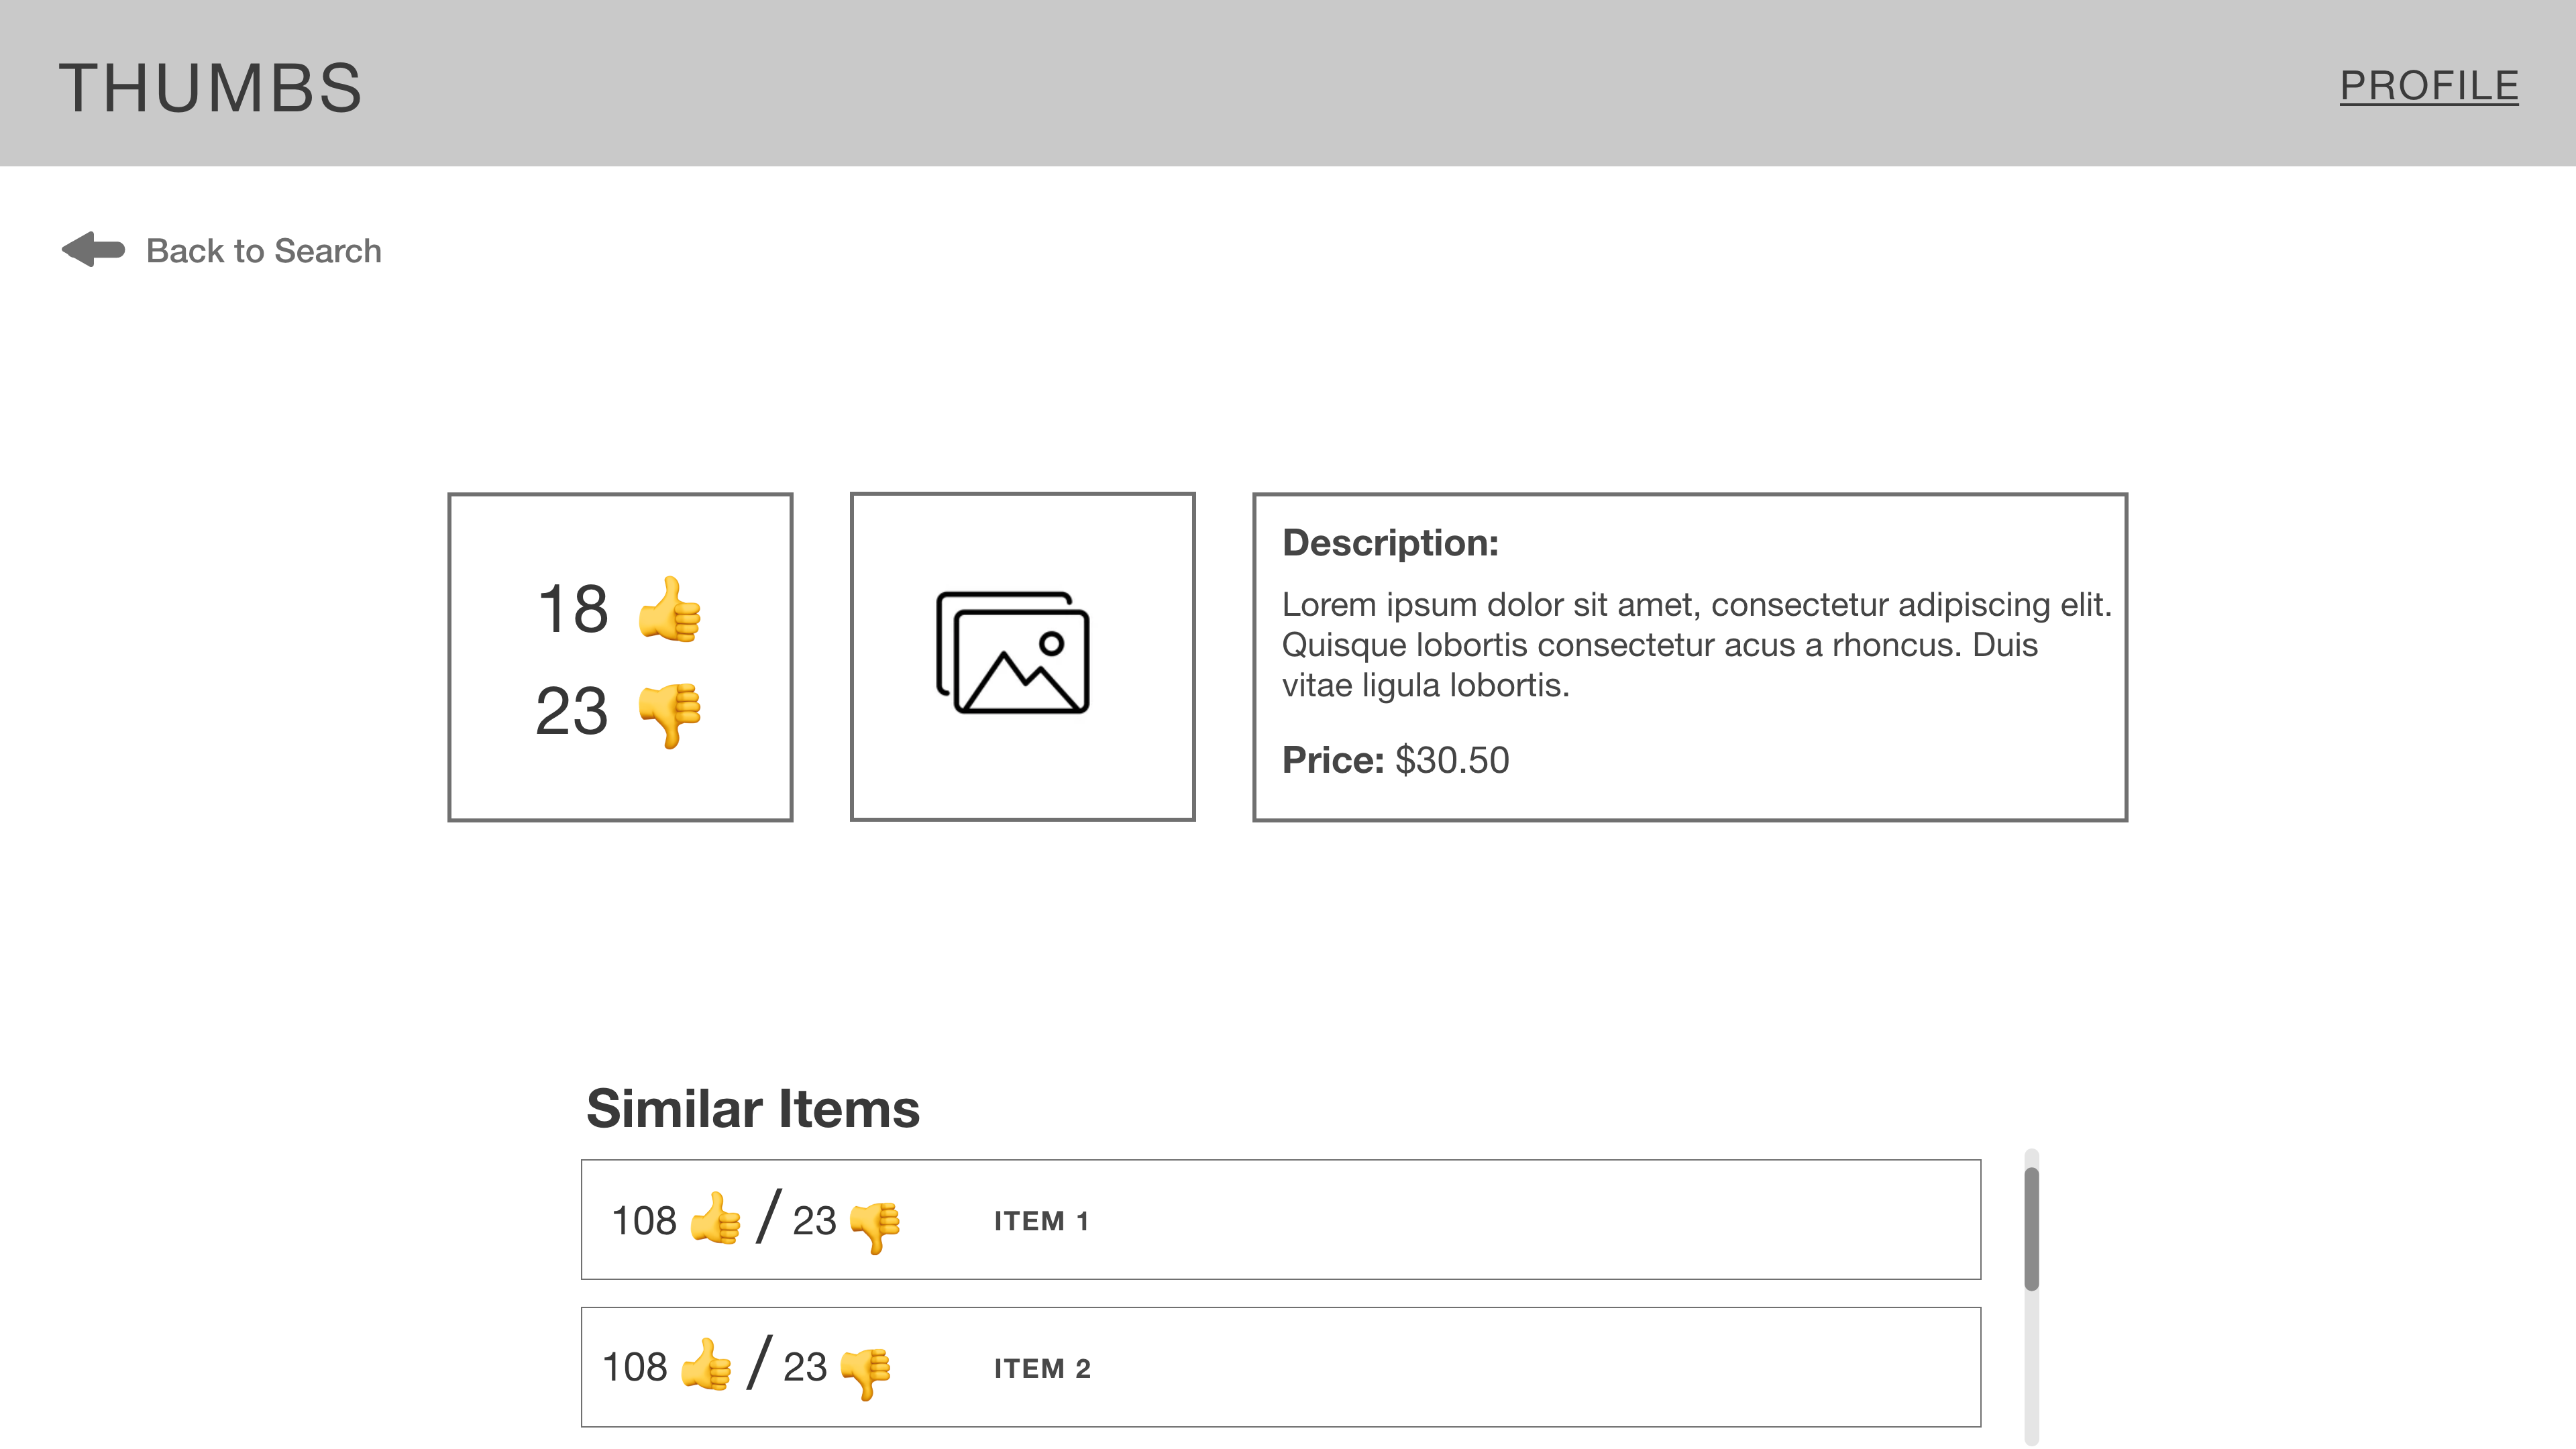 THUMBS
PROFILE
Back to Search
18 👍
23 👎
Description:
Lorem ipsum dolor sit amet, consectetur adipiscing elit.
Quisque lobortis consectetur acus a rhoncus. Duis
vitae ligula lobortis.
Price: $30.50
Similar Items
108 👍 / 23 👎 ITEM 1
108 👍 / 23 👎 ITEM 2